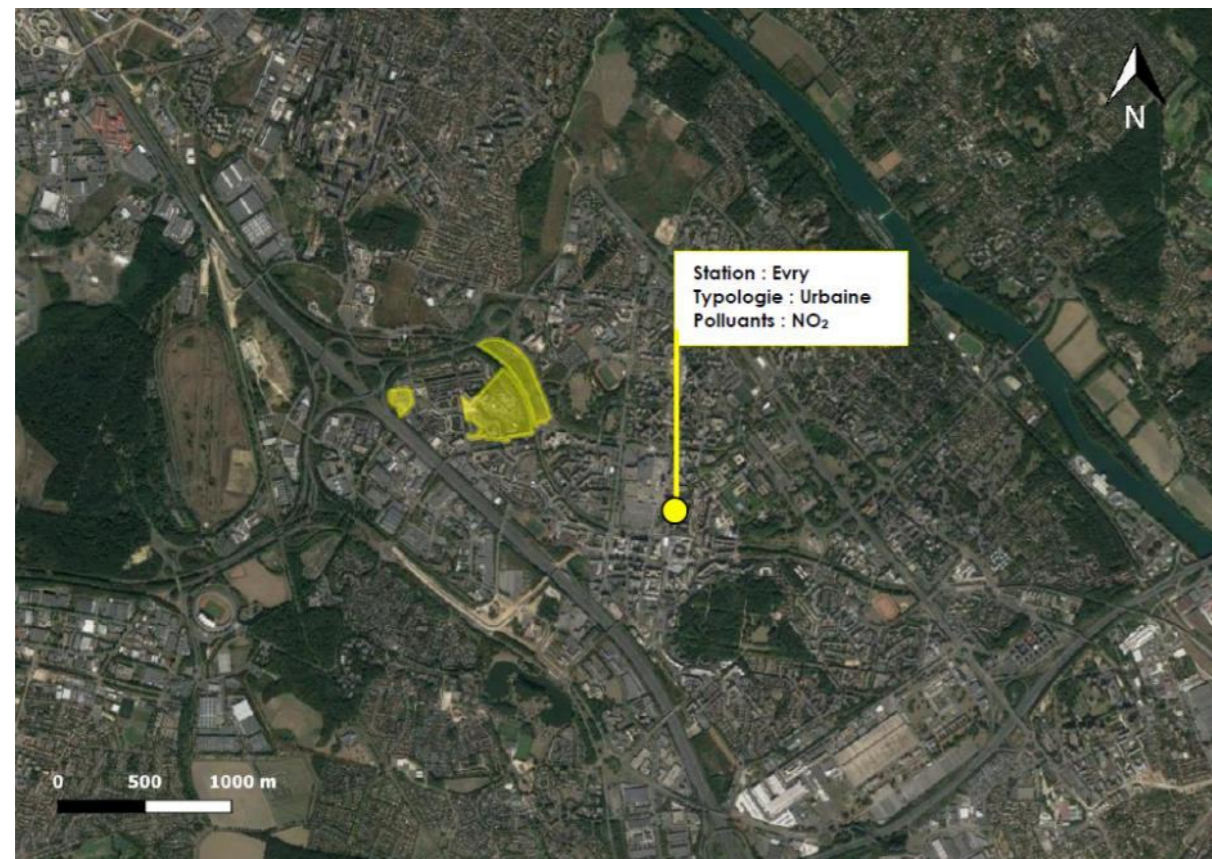 N
Station : Evry
Typologie : Urbaine
Polluants : NO₂
0 500 1000 m